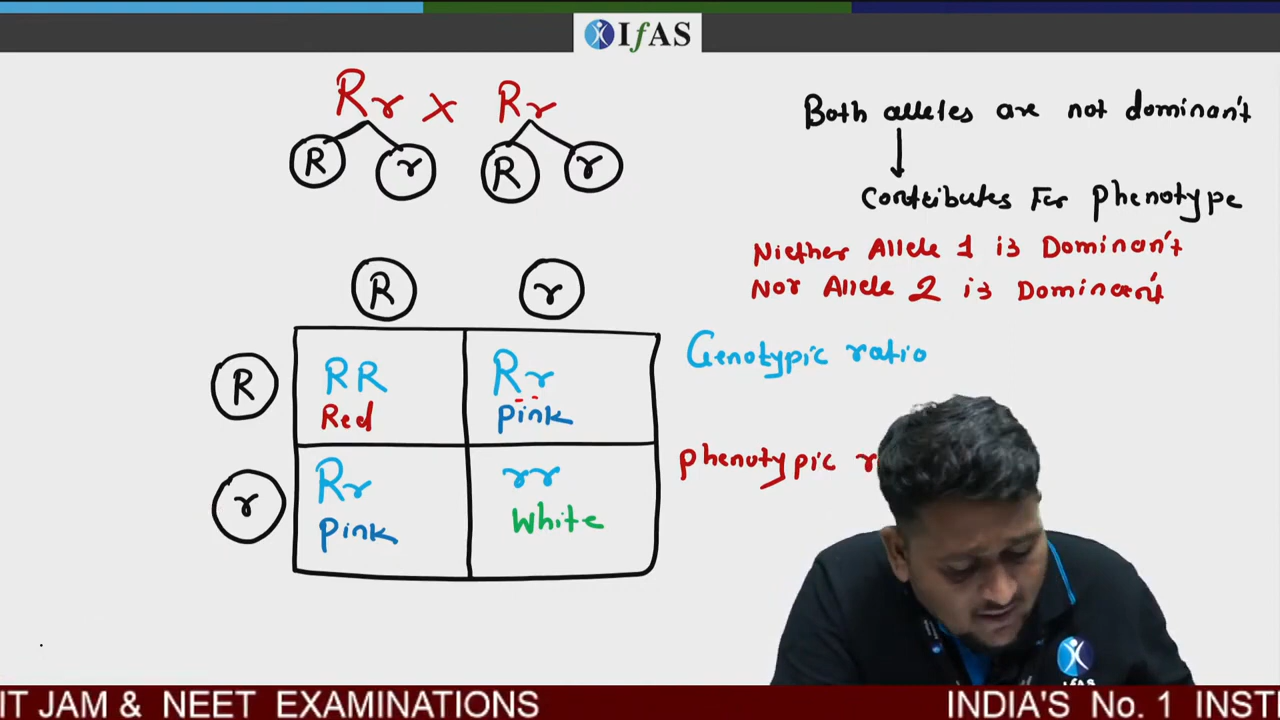 IfAS
Rr x Rr
R r R r
Both alleles are not dominant
Contributes For Phenotype
Niether Allele 1 is Dominant
Nor Allele 2 is Dominant
R r
R RR Rr
Red Pink
Genotypic ratio
phenotypic r
r Rr rr
Pink White
IFAS
IT JAM & NEET EXAMINATIONS INDIA'S No. 1 INST